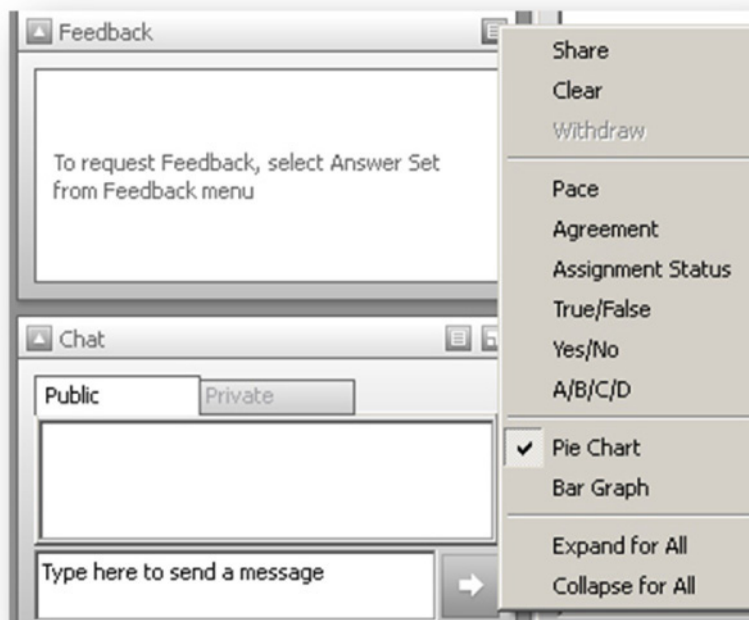 Feedback
To request Feedback, select Answer Set
from Feedback menu
Chat
Public
Private
Type here to send a message
Share
Clear
Withdraw
Pace
Agreement
Assignment Status
True/False
Yes/No
A/B/C/D
Pie Chart
Bar Graph
Expand for All
Collapse for All